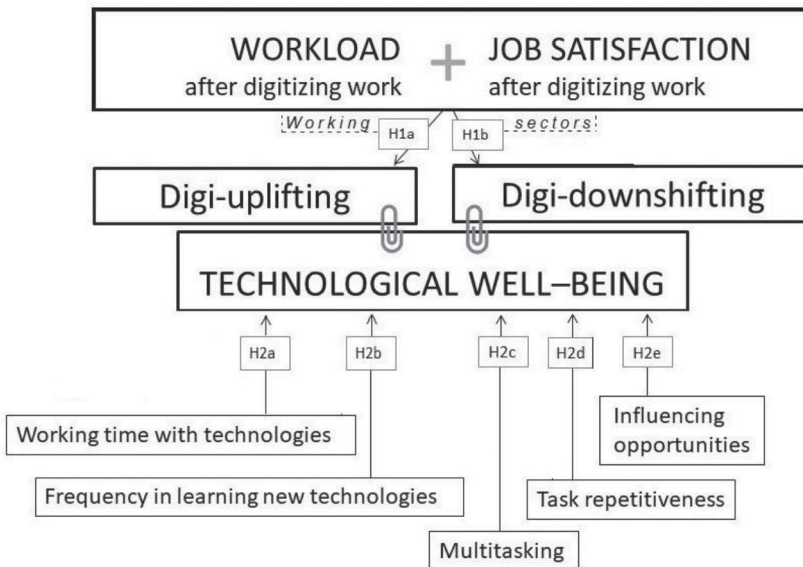 WORKLOAD + JOB SATISFACTION
after digitizing work after digitizing work
Working sectors
H1a H1b
Digi-uplifting Digi-downshifting
TECHNOLOGICAL WELL–BEING
H2a H2b H2c H2d H2e
Influencing
opportunities
Working time with technologies
Frequency in learning new technologies
Task repetitiveness
Multitasking